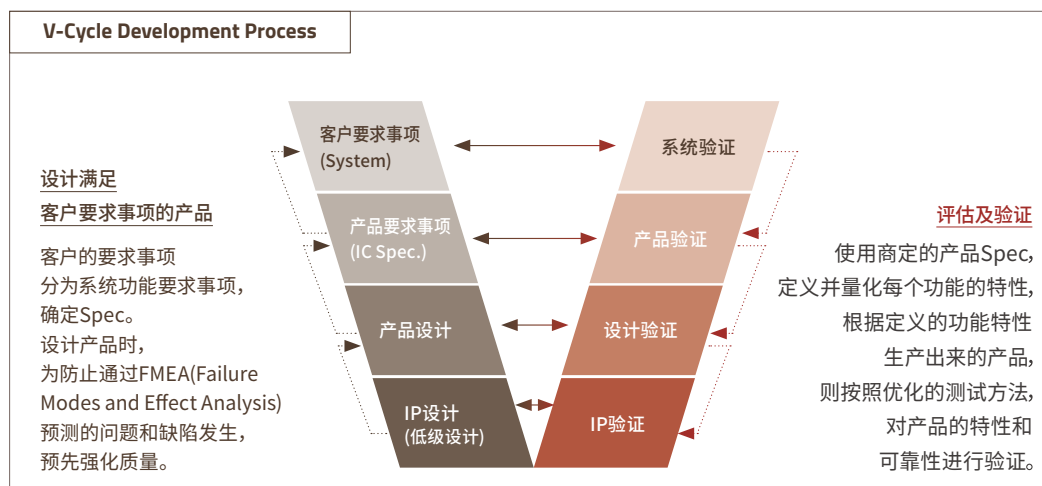 V-Cycle Development Process
设计满足
客户要求事项的产品
客户的要求事项
分为系统功能要求事项，
确定Spec。
设计产品时，
为防止通过FMEA(Failure
Modes and Effect Analysis)
预测的问题和缺陷发生，
预先强化质量。
客户要求事项
(System)
产品要求事项
(IC Spec.)
产品设计
IP设计
(低级设计)
系统验证
产品验证
设计验证
IP验证
评估及验证
使用商定的产品Spec,
定义并量化每个功能的特性,
根据定义的功能特性
生产出来的产品,
则按照优化的测试方法,
对产品的特性和
可靠性进行验证。